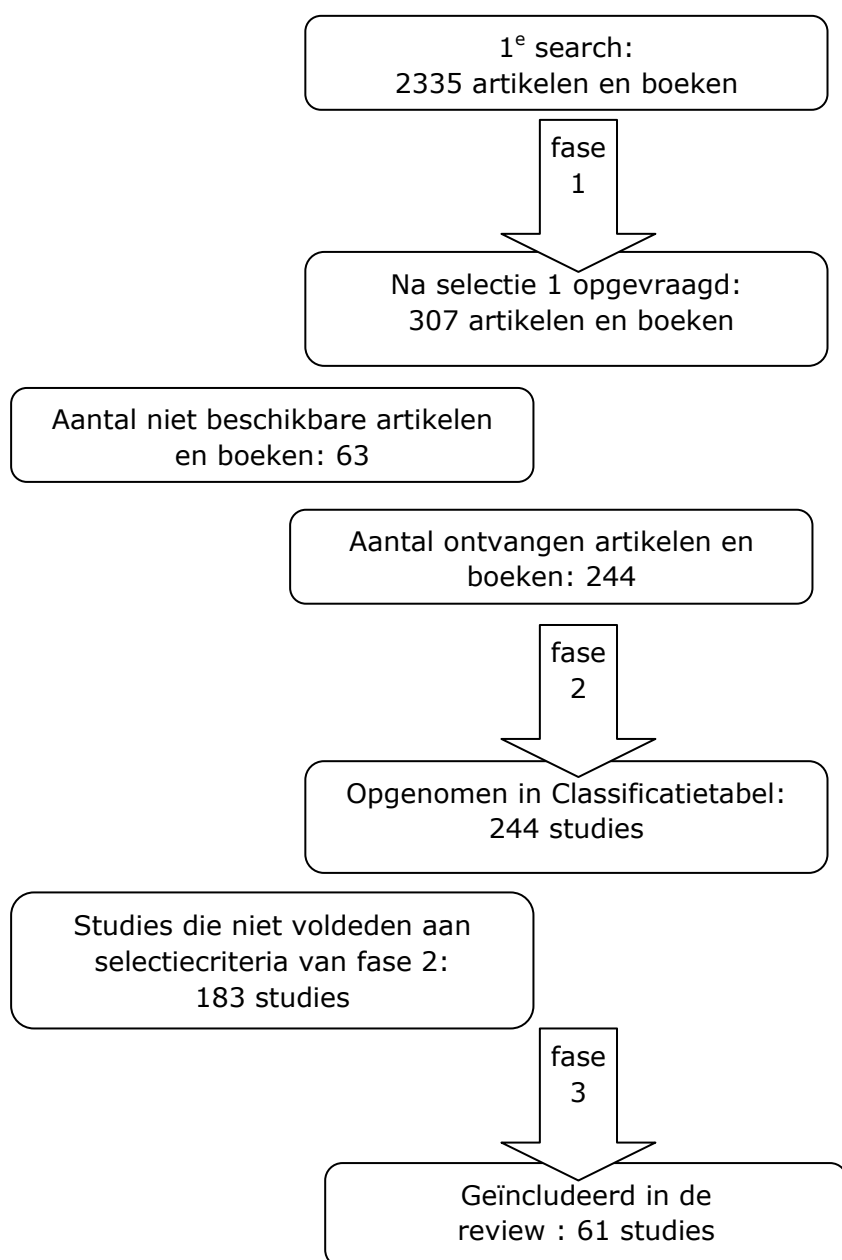 1e search:
2335 artikelen en boeken
fase
1
Na selectie 1 opgevraagd:
307 artikelen en boeken
Aantal niet beschikbare artikelen
en boeken: 63
Aantal ontvangen artikelen en
boeken: 244
fase
2
Opgenomen in Classificatietabel:
244 studies
Studies die niet voldeden aan
selectiecriteria van fase 2:
183 studies
fase
3
Geïncludeerd in de
review : 61 studies